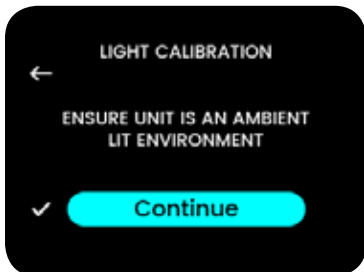 LIGHT CALIBRATION
ENSURE UNIT IS AN AMBIENT
LIT ENVIRONMENT
Continue